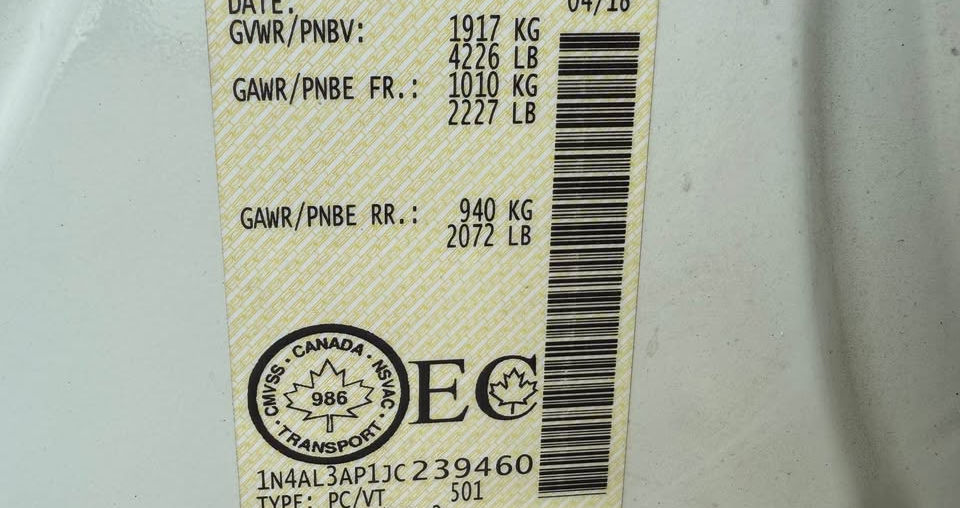 DATE: 04/18
GVWR/PNBV: 1917 KG
4226 LB
GAWR/PNBE FR.: 1010 KG
2227 LB
GAWR/PNBE RR.: 940 KG
2072 LB
CMVSS · CANADA · NSVAC · TRANSPORT ·
986
EC
1N4AL3AP1JC239460
TYPE: PC/VT 501